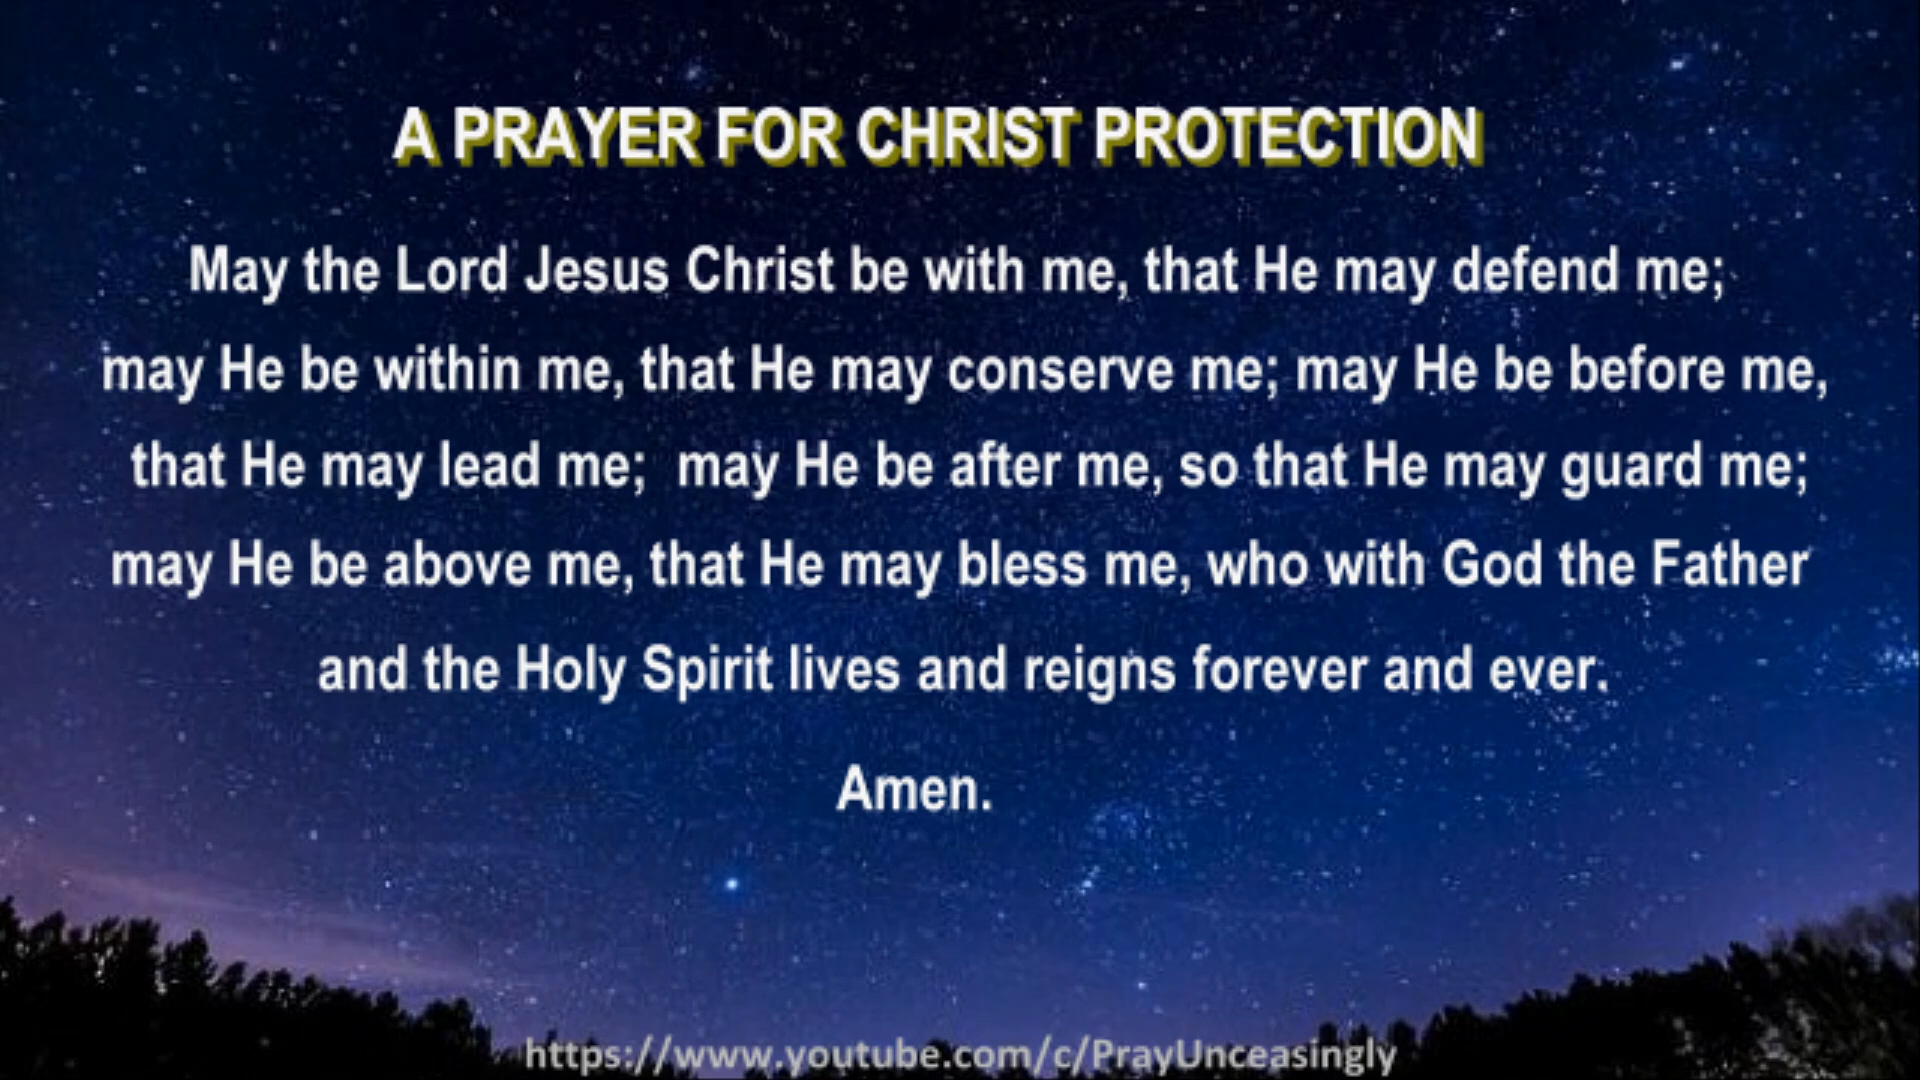 A PRAYER FOR CHRIST PROTECTION
May the Lord Jesus Christ be with me, that He may defend me;
may He be within me, that He may conserve me; may He be before me,
that He may lead me; may He be after me, so that He may guard me;
may He be above me, that He may bless me, who with God the Father
and the Holy Spirit lives and reigns forever and ever.
Amen.
https://www.youtube.com/c/PrayUnceasingly